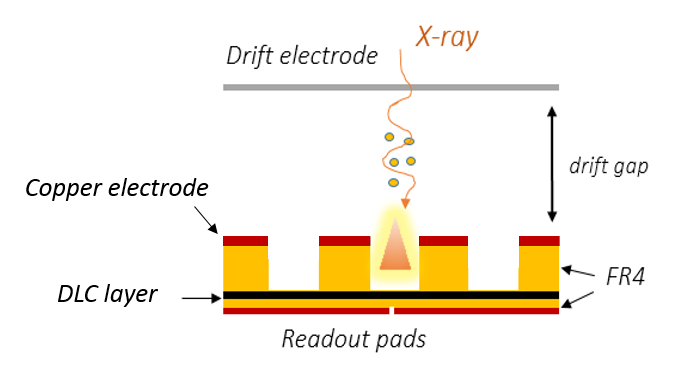 X-ray
Drift electrode
drift gap
Copper electrode
FR4
DLC layer
Readout pads